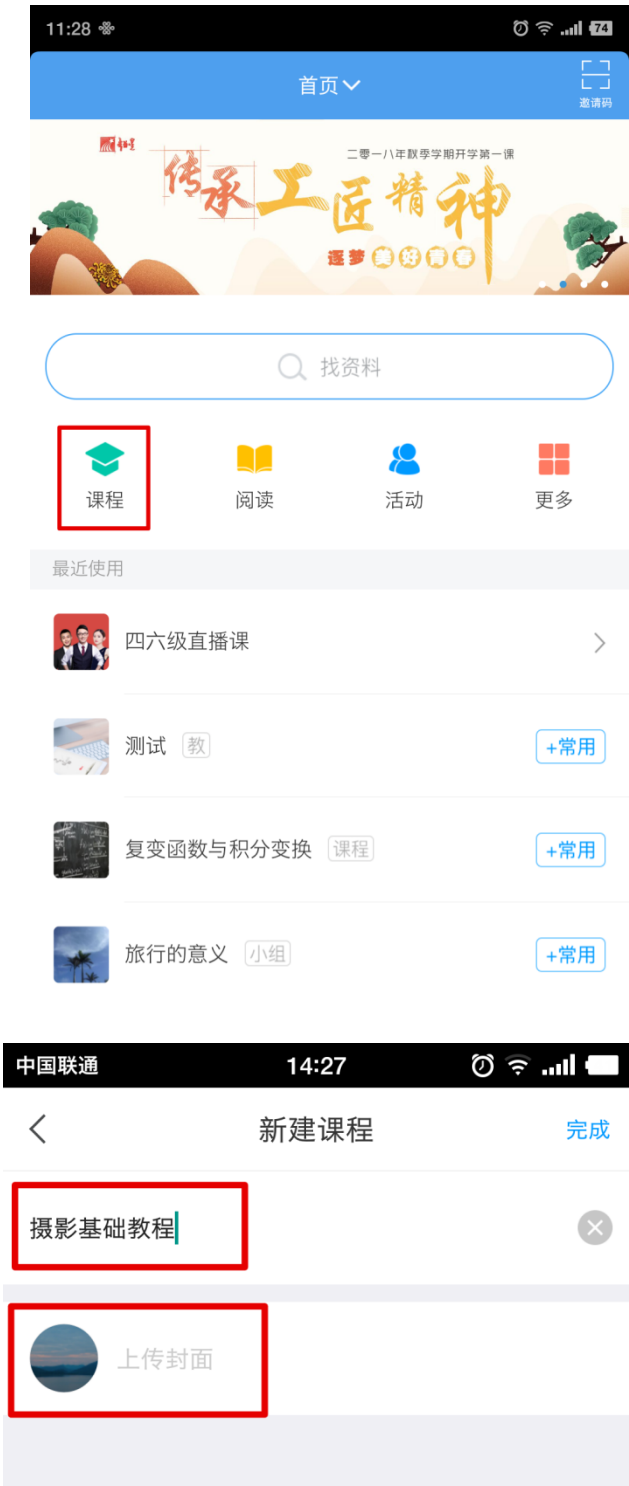 11:28
74
首页
邀请码
二零一八年秋季学期开学第一课
传承工匠精神
逐梦美好青春
找资料
课程
阅读
活动
更多
最近使用
四六级直播课
测试 教
+常用
复变函数与积分变换 课程
+常用
旅行的意义 小组
+常用
中国联通 14:27
新建课程 完成
摄影基础教程
上传封面